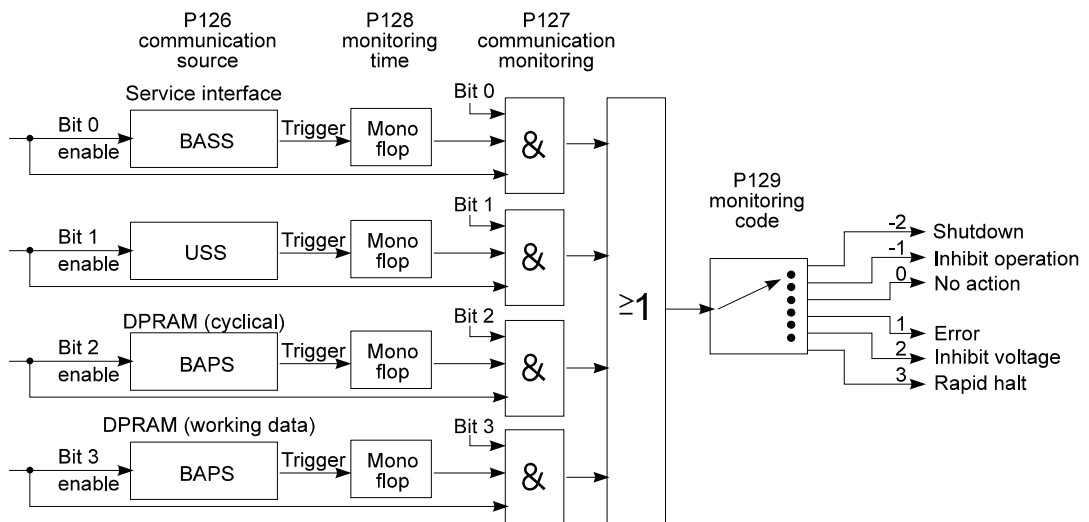 P126
communication
source
P128
monitoring
time
P127
communication
monitoring
Service interface
Bit 0
enable
BASS
Trigger
Mono
flop
Bit 0
&
Bit 1
enable
USS
Trigger
Mono
flop
Bit 1
&
DPRAM (cyclical)
Bit 2
enable
BAPS
Trigger
Mono
flop
Bit 2
&
DPRAM (working data)
Bit 3
enable
BAPS
Trigger
Mono
flop
Bit 3
&
≥1
P129
monitoring
code
-2 Shutdown
-1 Inhibit operation
0 No action
1 Error
2 Inhibit voltage
3 Rapid halt